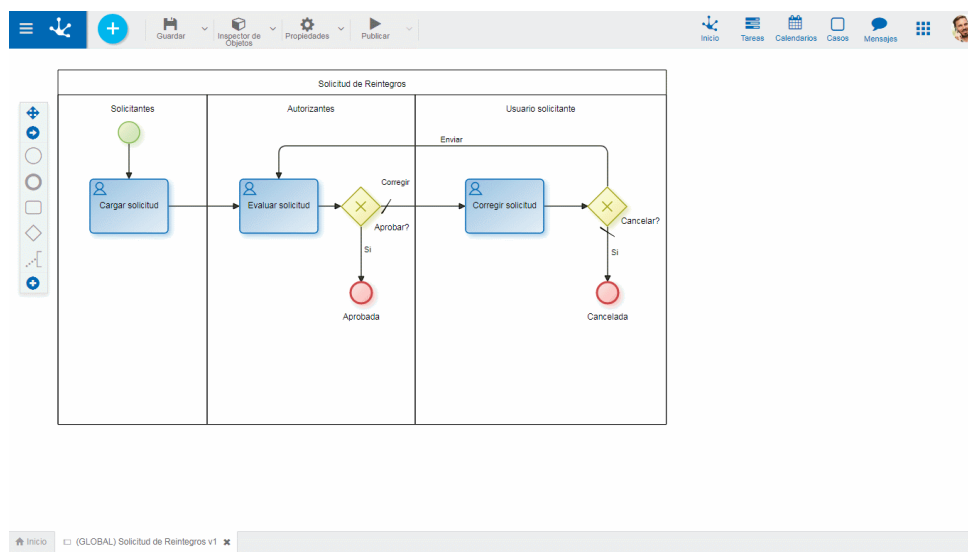 Guardar
Inspector de
Objetos
Propiedades
Publicar
Inicio
Tareas
Calendarios
Casos
Mensajes
Solicitud de Reintegros
Solicitantes
Autorizantes
Usuario solicitante
Enviar
Corregir
Cargar solicitud
Evaluar solicitud
Corregir solicitud
Aprobar?
Cancelar?
Si
Si
Aprobada
Cancelada
Inicio
(GLOBAL) Solicitud de Reintegros v1